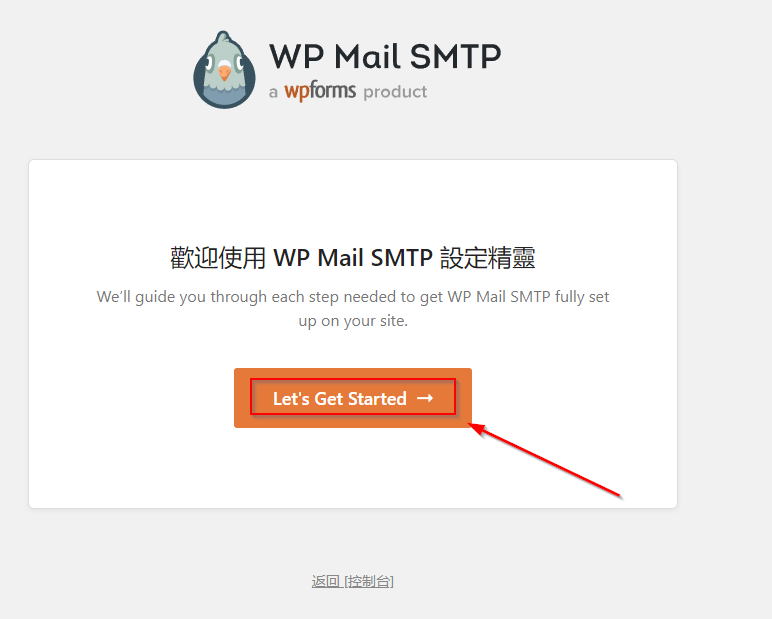 WP Mail SMTP
a wpforms product
歡迎使用 WP Mail SMTP 設定精靈
We’ll guide you through each step needed to get WP Mail SMTP fully set
up on your site.
Let's Get Started →
返回 [控制台]